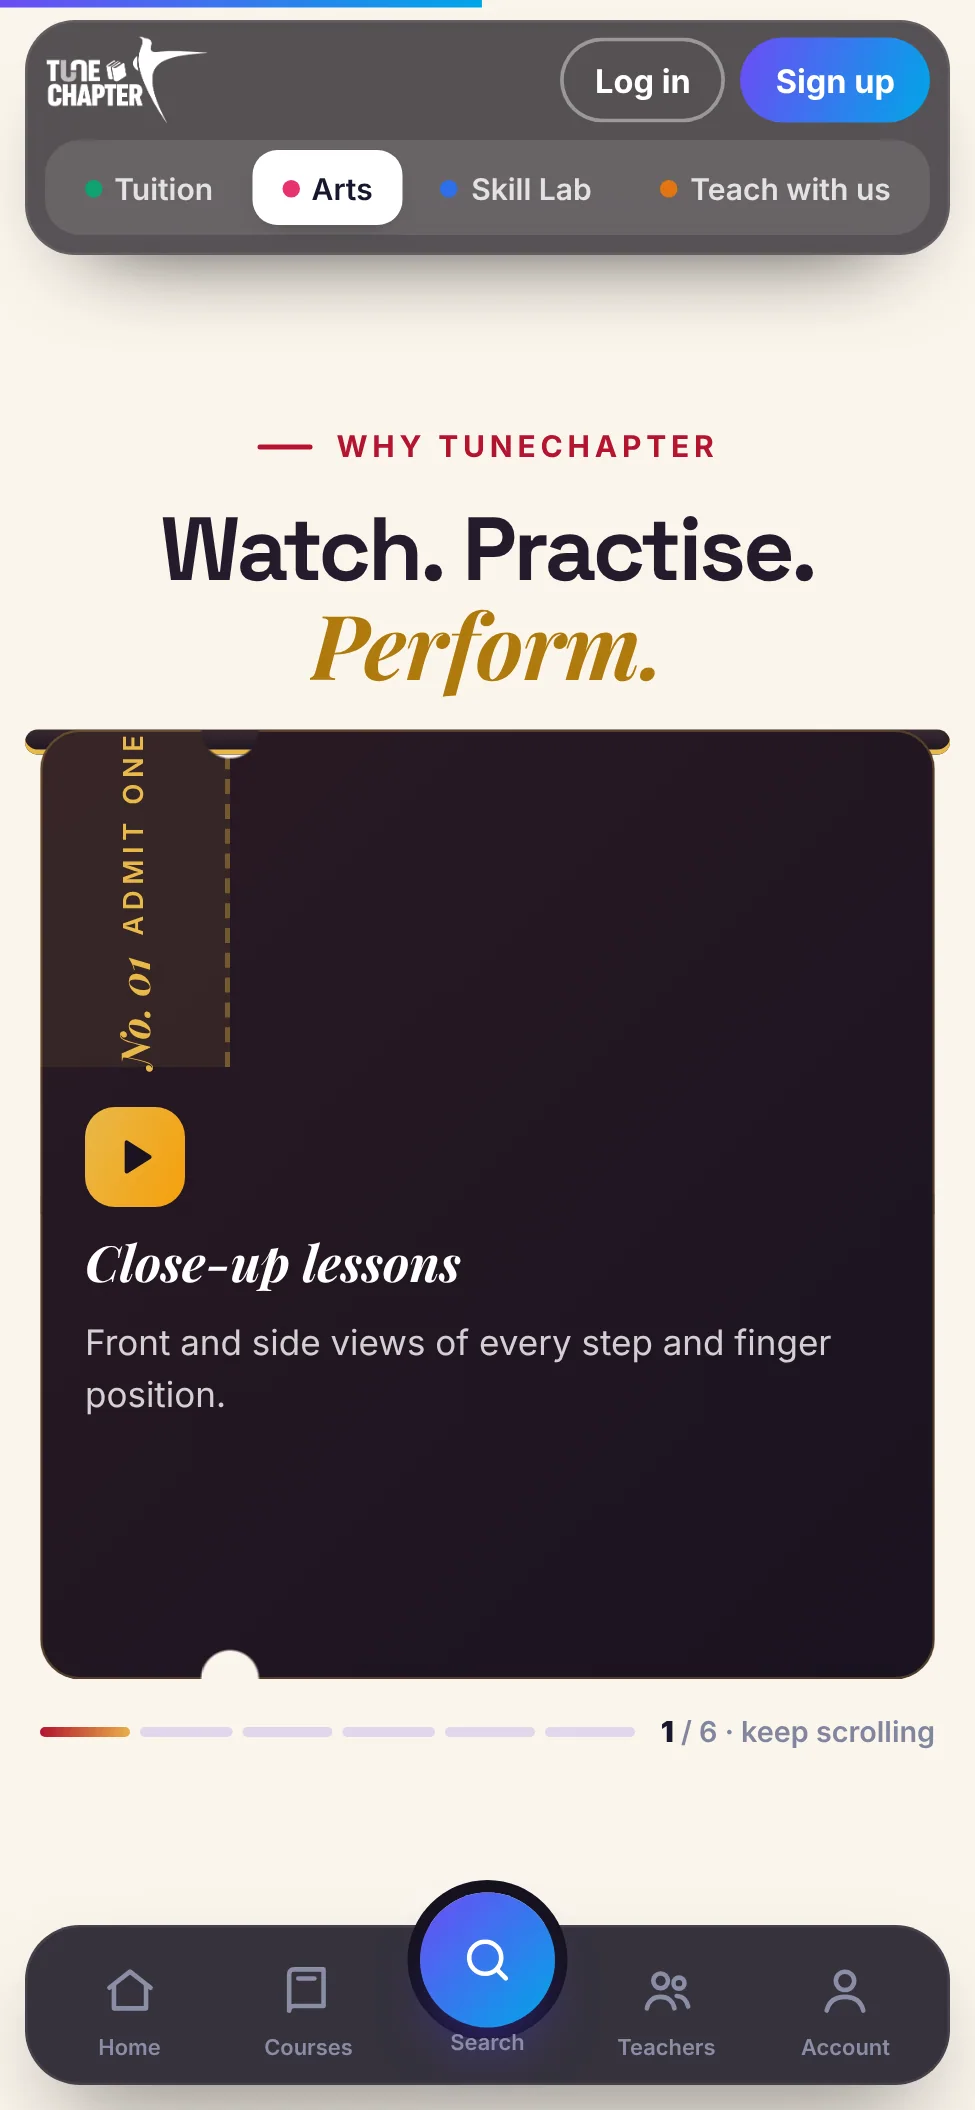 TUNE
CHAPTER
Log in
Sign up
Tuition
Arts
Skill Lab
Teach with us
WHY TUNECHAPTER
Watch. Practise.
Perform.
No. 01 ADMIT ONE
Close-up lessons
Front and side views of every step and finger
position.
1 / 6 · keep scrolling
Home
Courses
Search
Teachers
Account